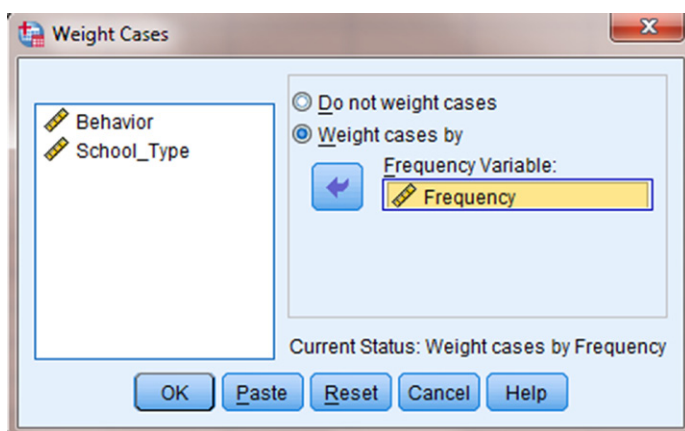 Weight Cases
Behavior
School_Type
Do not weight cases
Weight cases by
Frequency Variable:
Frequency
Current Status: Weight cases by Frequency
OK
Paste
Reset
Cancel
Help